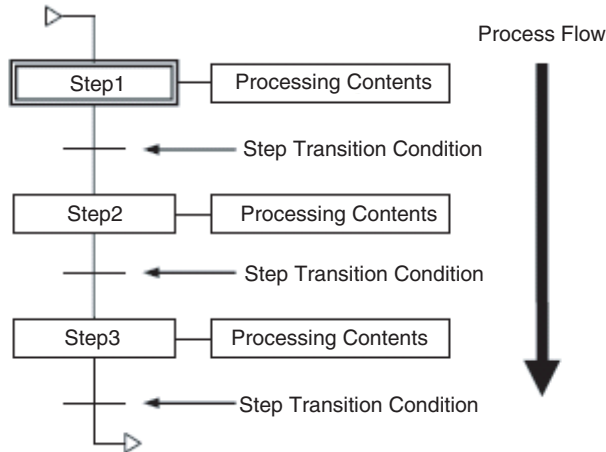 Process Flow
Step1
Processing Contents
Step Transition Condition
Step2
Processing Contents
Step Transition Condition
Step3
Processing Contents
Step Transition Condition